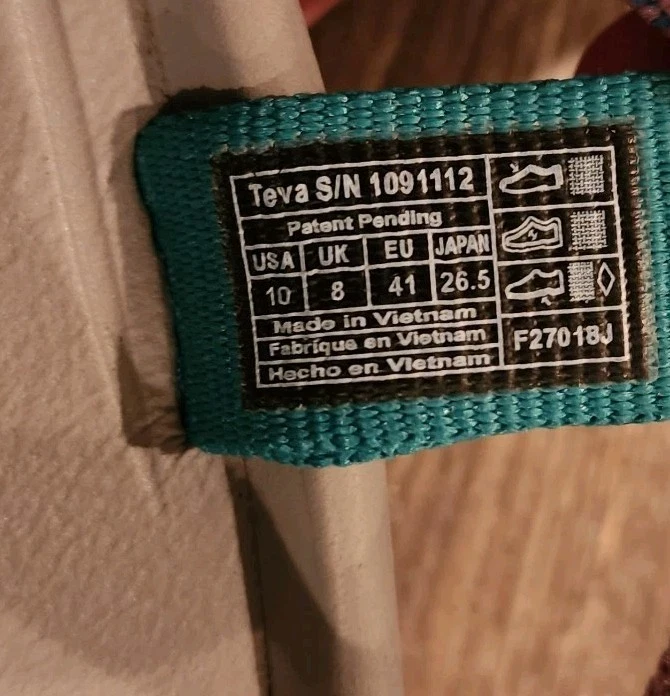 Teva S/N 1091112
Patent Pending
USA UK EU JAPAN
10 8 41 26.5
Made in Vietnam
Fabrique en Vietnam
Hecho en Vietnam
F27018J